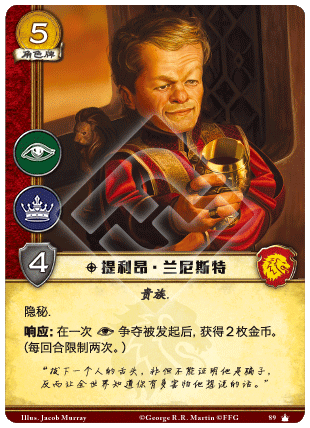 5
角色牌
4
提利昂·兰尼斯特
贵族.
隐秘.
响应: 在一次 争夺被发起后, 获得2枚金币。
(每回合限制两次。)
“拔下一个人的舌头, 非但不能证明他是骗子,
反而让全世界知道你有多害怕他想说的话。”
Illus. Jacob Murray ©George R.R. Martin ©FFG 89